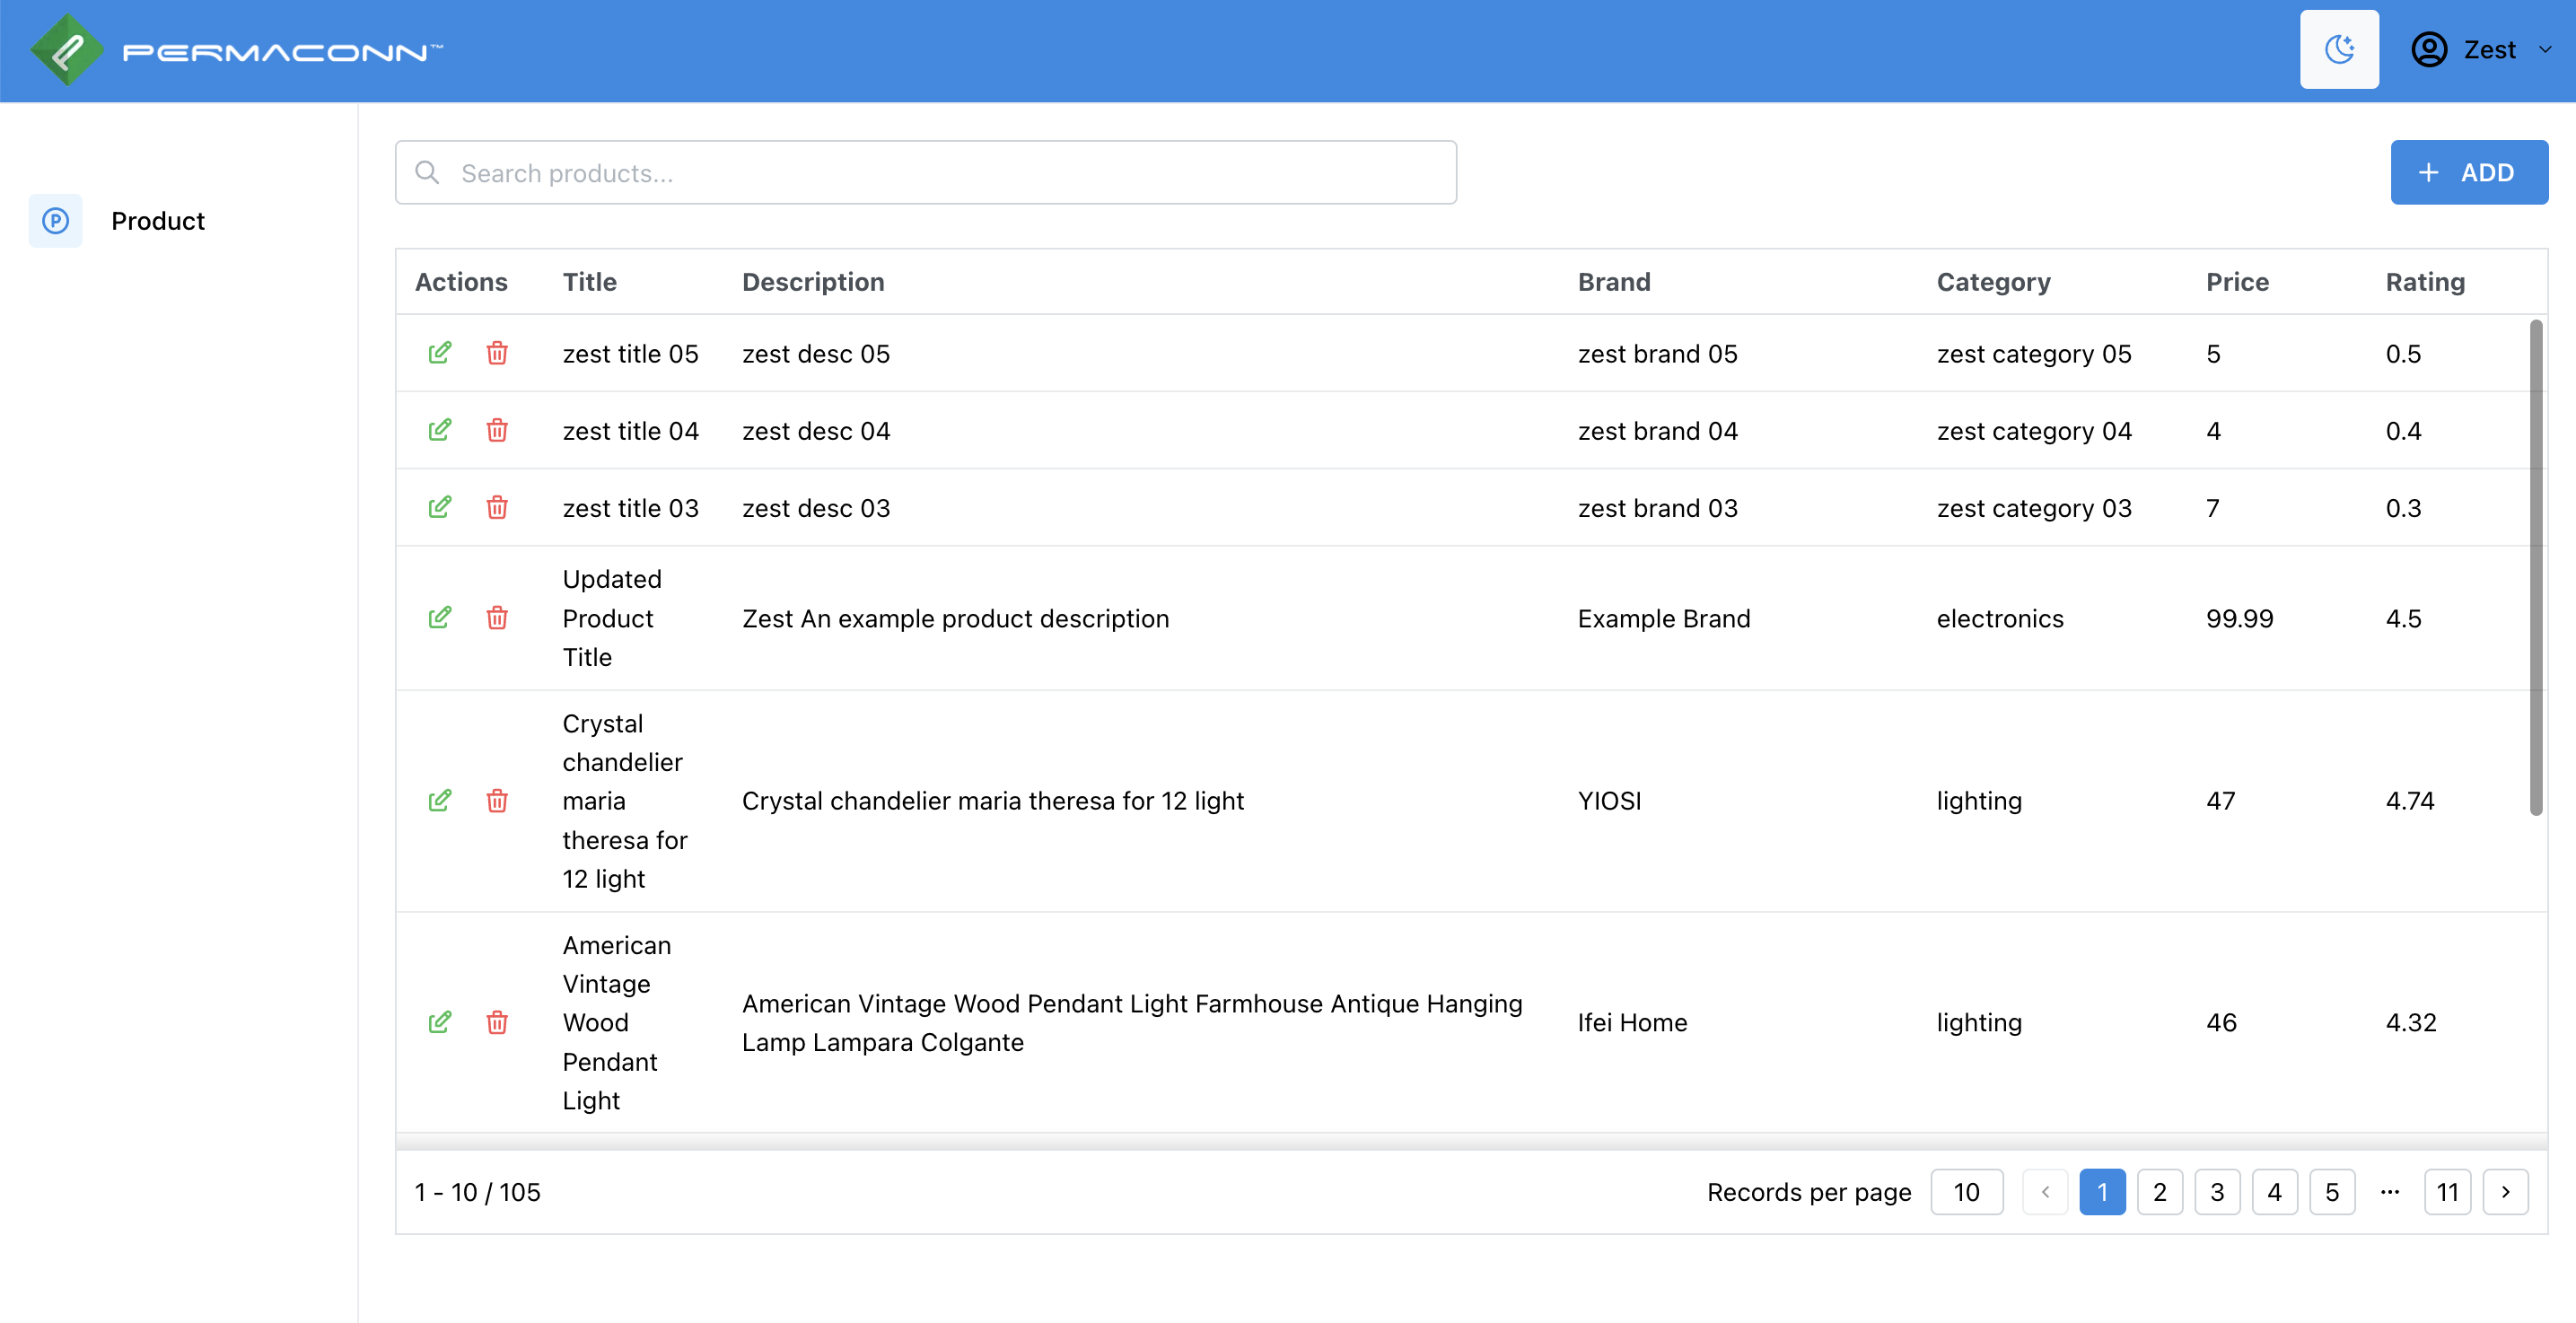 PERMACONN™
Zest
Product
Search products...
+ ADD
Actions Title Description Brand Category Price Rating
zest title 05 zest desc 05 zest brand 05 zest category 05 5 0.5
zest title 04 zest desc 04 zest brand 04 zest category 04 4 0.4
zest title 03 zest desc 03 zest brand 03 zest category 03 7 0.3
Updated
Product
Title
Zest An example product description
Example Brand
electronics
99.99
4.5
Crystal
chandelier
maria
theresa for
12 light
Crystal chandelier maria theresa for 12 light
YIOSI
lighting
47
4.74
American
Vintage
Wood
Pendant
Light
American Vintage Wood Pendant Light Farmhouse Antique Hanging
Lamp Lampara Colgante
Ifei Home
lighting
46
4.32
1 - 10 / 105
Records per page 10 < 1 2 3 4 5 ··· 11 >